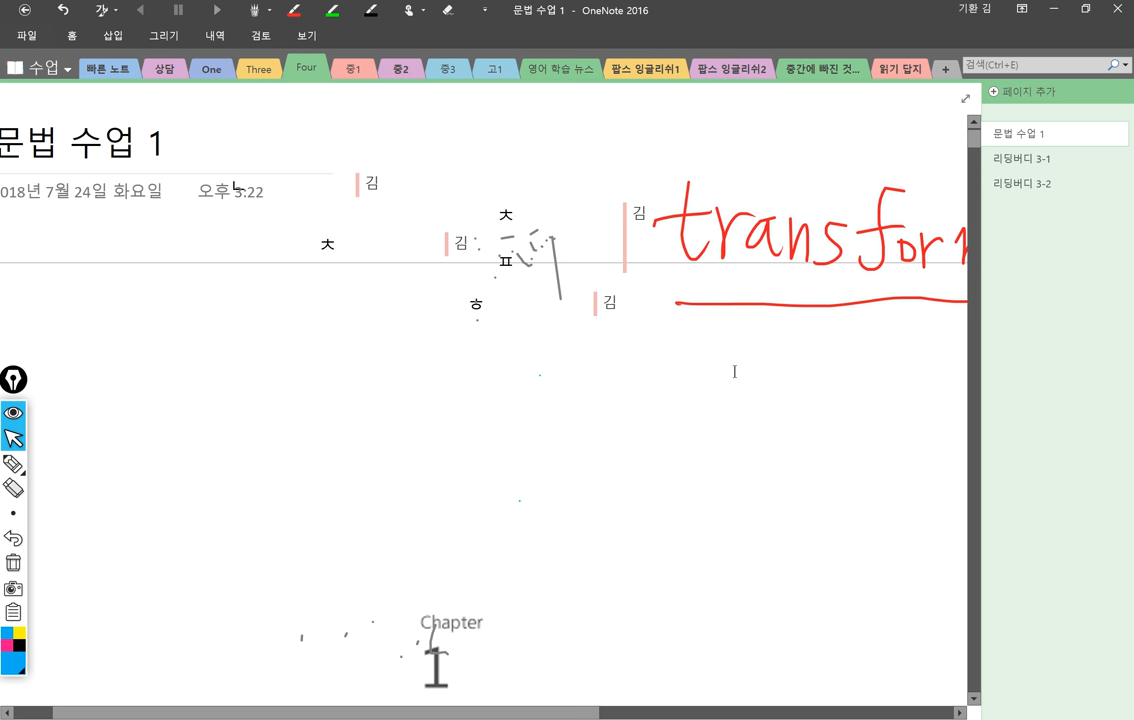 문법 수업 1 - OneNote 2016
기환 김
파일 홈 삽입 그리기 내역 검토 보기
수업 빠른 노트 상담 One Three Four 중1 중2 중3 고1 영어 학습 뉴스 팝스 잉글리쉬1 팝스 잉글리쉬2 중간에 빠진 것... 읽기 답지 +
검색(Ctrl+E)
페이지 추가
문법 수업 1
리딩버디 3-1
리딩버디 3-2
문법 수업 1
018년 7월 24일 화요일 오후 3:22
ㄴ
김
ㅊ
김
ㅊ
김
ㅍ
ㅎ
김
transfor
Chapter
1